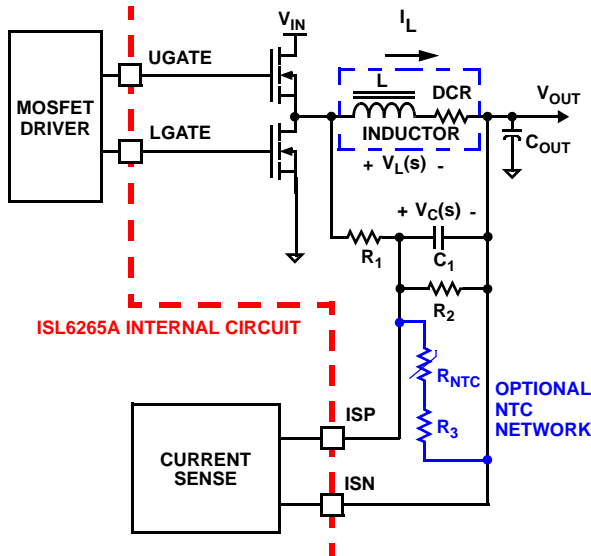 V_IN
I_L
UGATE
MOSFET
DRIVER
L
DCR
V_OUT
LGATE
INDUCTOR
C_OUT
+ V_L(s) -
+ V_C(s) -
R_1
C_1
R_2
ISL6265A INTERNAL CIRCUIT
R_NTC
OPTIONAL
NTC
NETWORK
R_3
ISP
CURRENT
SENSE
ISN